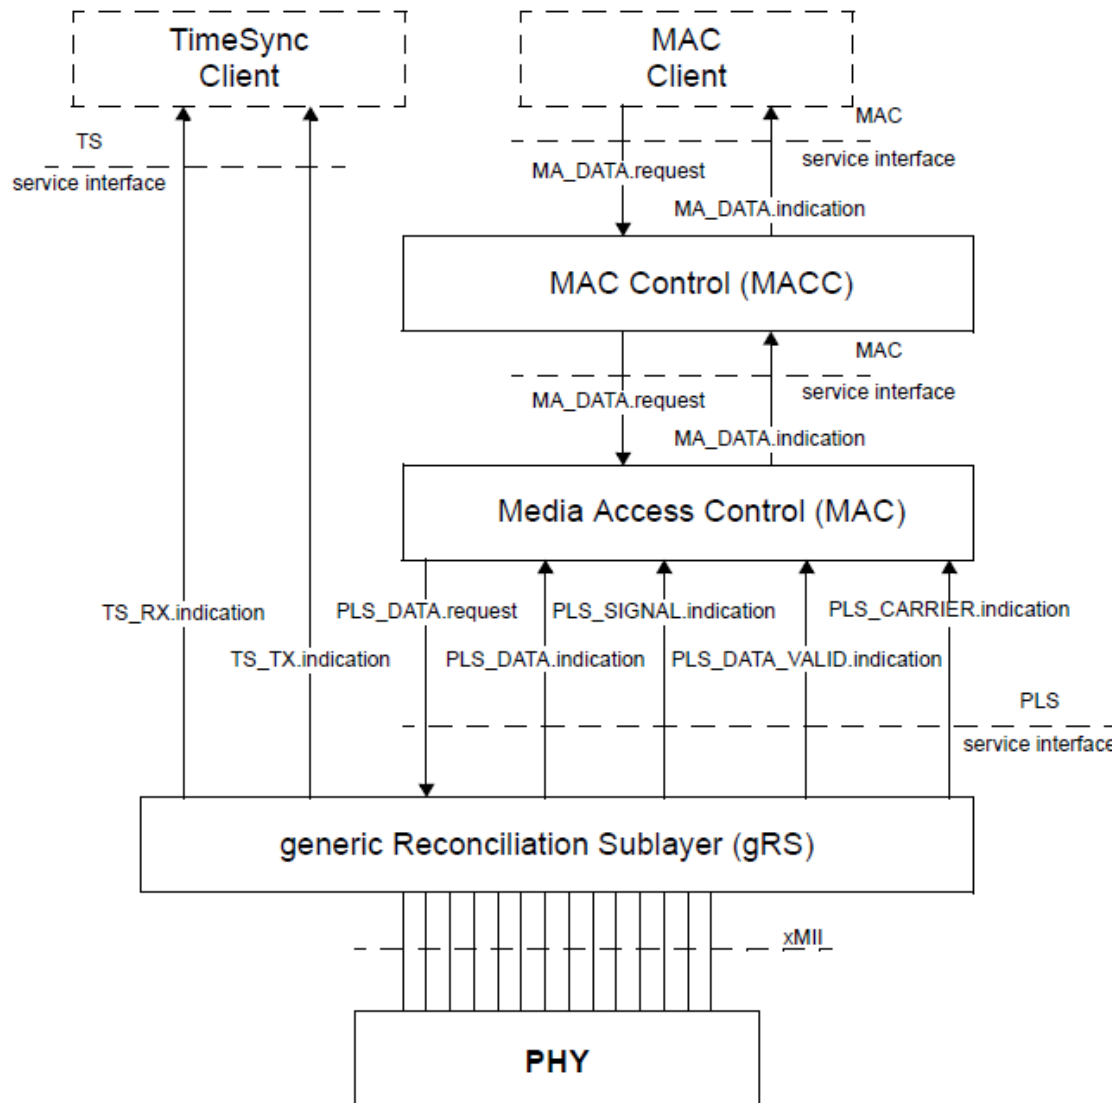 TimeSync
Client
MAC
Client
TS
service interface
MAC
service interface
MA_DATA.request
MA_DATA.indication
MAC Control (MACC)
MAC
service interface
MA_DATA.request
MA_DATA.indication
Media Access Control (MAC)
TS_RX.indication
TS_TX.indication
PLS_DATA.request
PLS_DATA.indication
PLS_SIGNAL.indication
PLS_DATA_VALID.indication
PLS_CARRIER.indication
PLS
service interface
generic Reconciliation Sublayer (gRS)
xMII
PHY